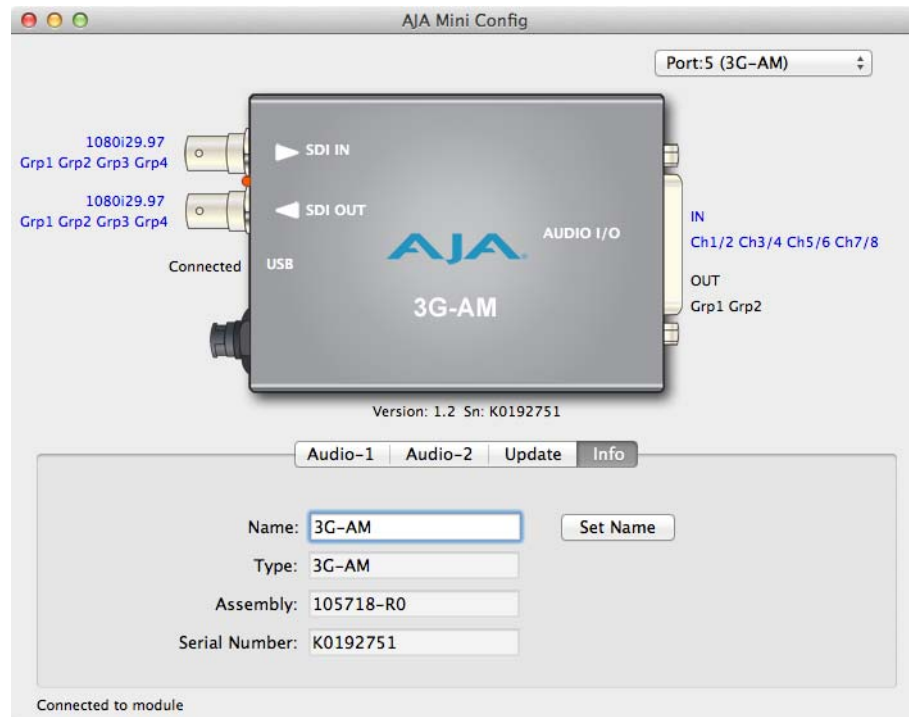 AJA Mini Config
Port:5 (3G-AM)
1080i29.97
Grp1 Grp2 Grp3 Grp4
SDI IN
1080i29.97
Grp1 Grp2 Grp3 Grp4
SDI OUT
Connected
USB
AJA
3G-AM
AUDIO I/O
IN
Ch1/2 Ch3/4 Ch5/6 Ch7/8
OUT
Grp1 Grp2
Version: 1.2 Sn: K0192751
Audio-1 Audio-2 Update Info
Name: 3G-AM Set Name
Type: 3G-AM
Assembly: 105718-R0
Serial Number: K0192751
Connected to module